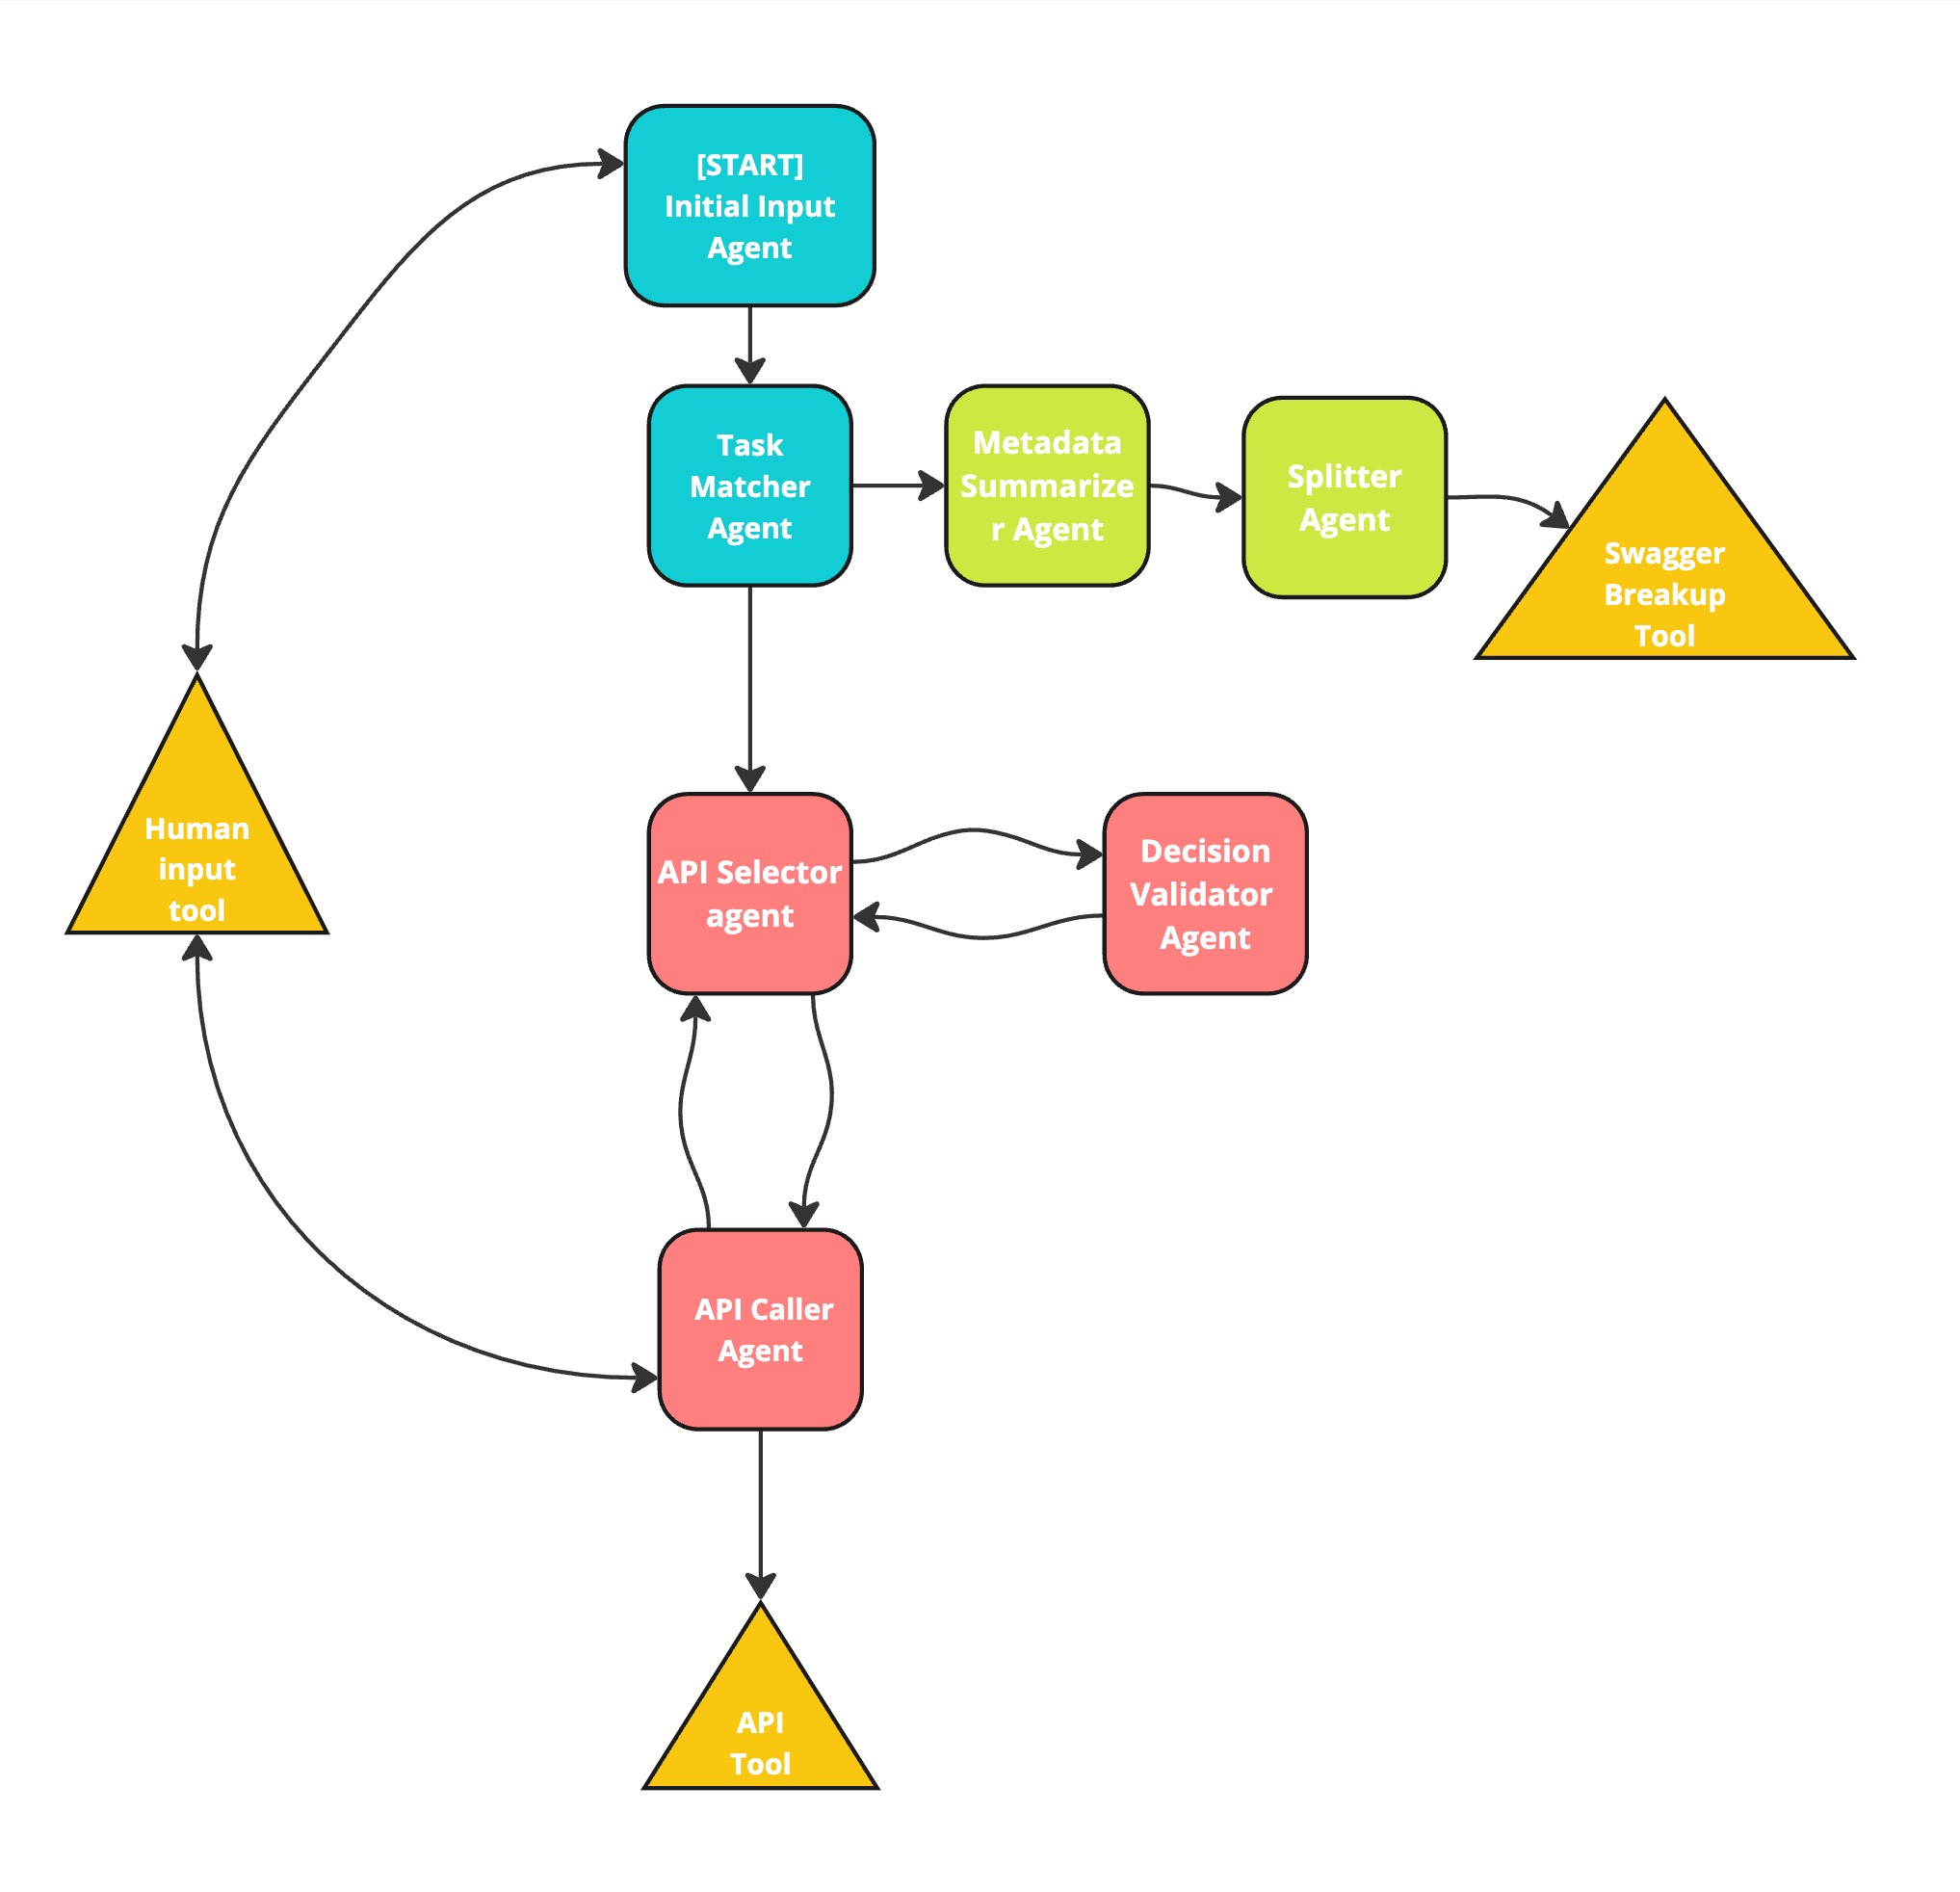 [START]
Initial Input
Agent
Task
Matcher
Agent
Metadata
Summarize
r Agent
Splitter
Agent
Swagger
Breakup
Tool
Human
input
tool
API Selector
agent
Decision
Validator
Agent
API Caller
Agent
API
Tool